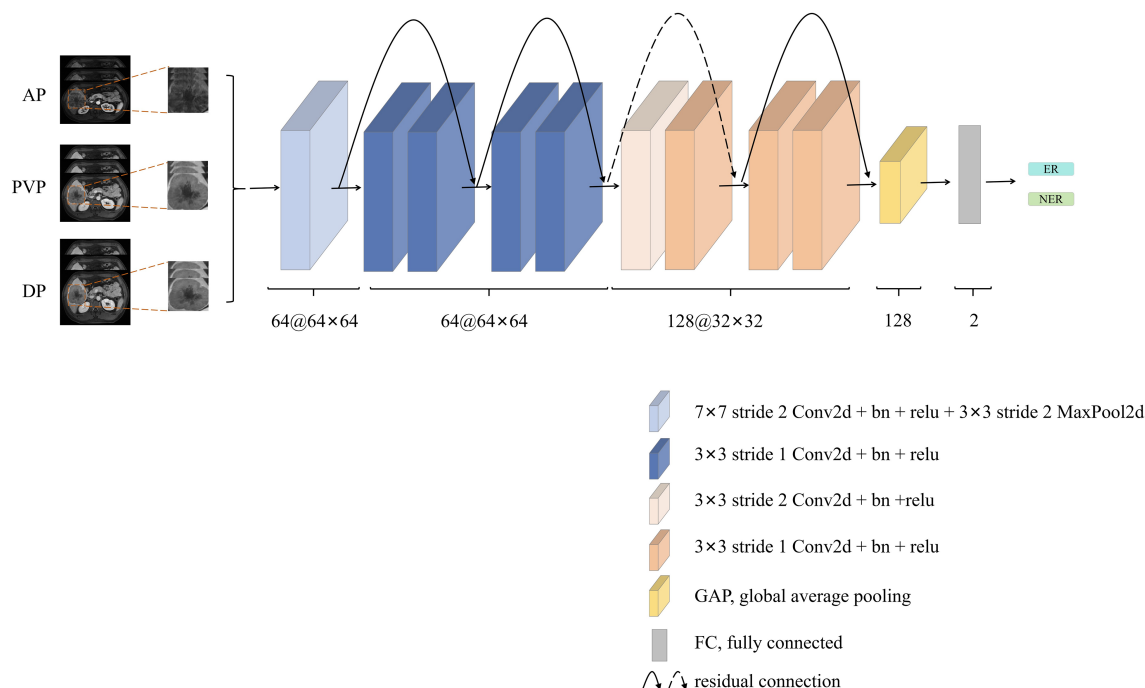 AP
PVP
DP
ER
NER
64@64×64
64@64×64
128@32×32
128
2
7×7 stride 2 Conv2d + bn + relu + 3×3 stride 2 MaxPool2d
3×3 stride 1 Conv2d + bn + relu
3×3 stride 2 Conv2d + bn +relu
3×3 stride 1 Conv2d + bn + relu
GAP, global average pooling
FC, fully connected
residual connection